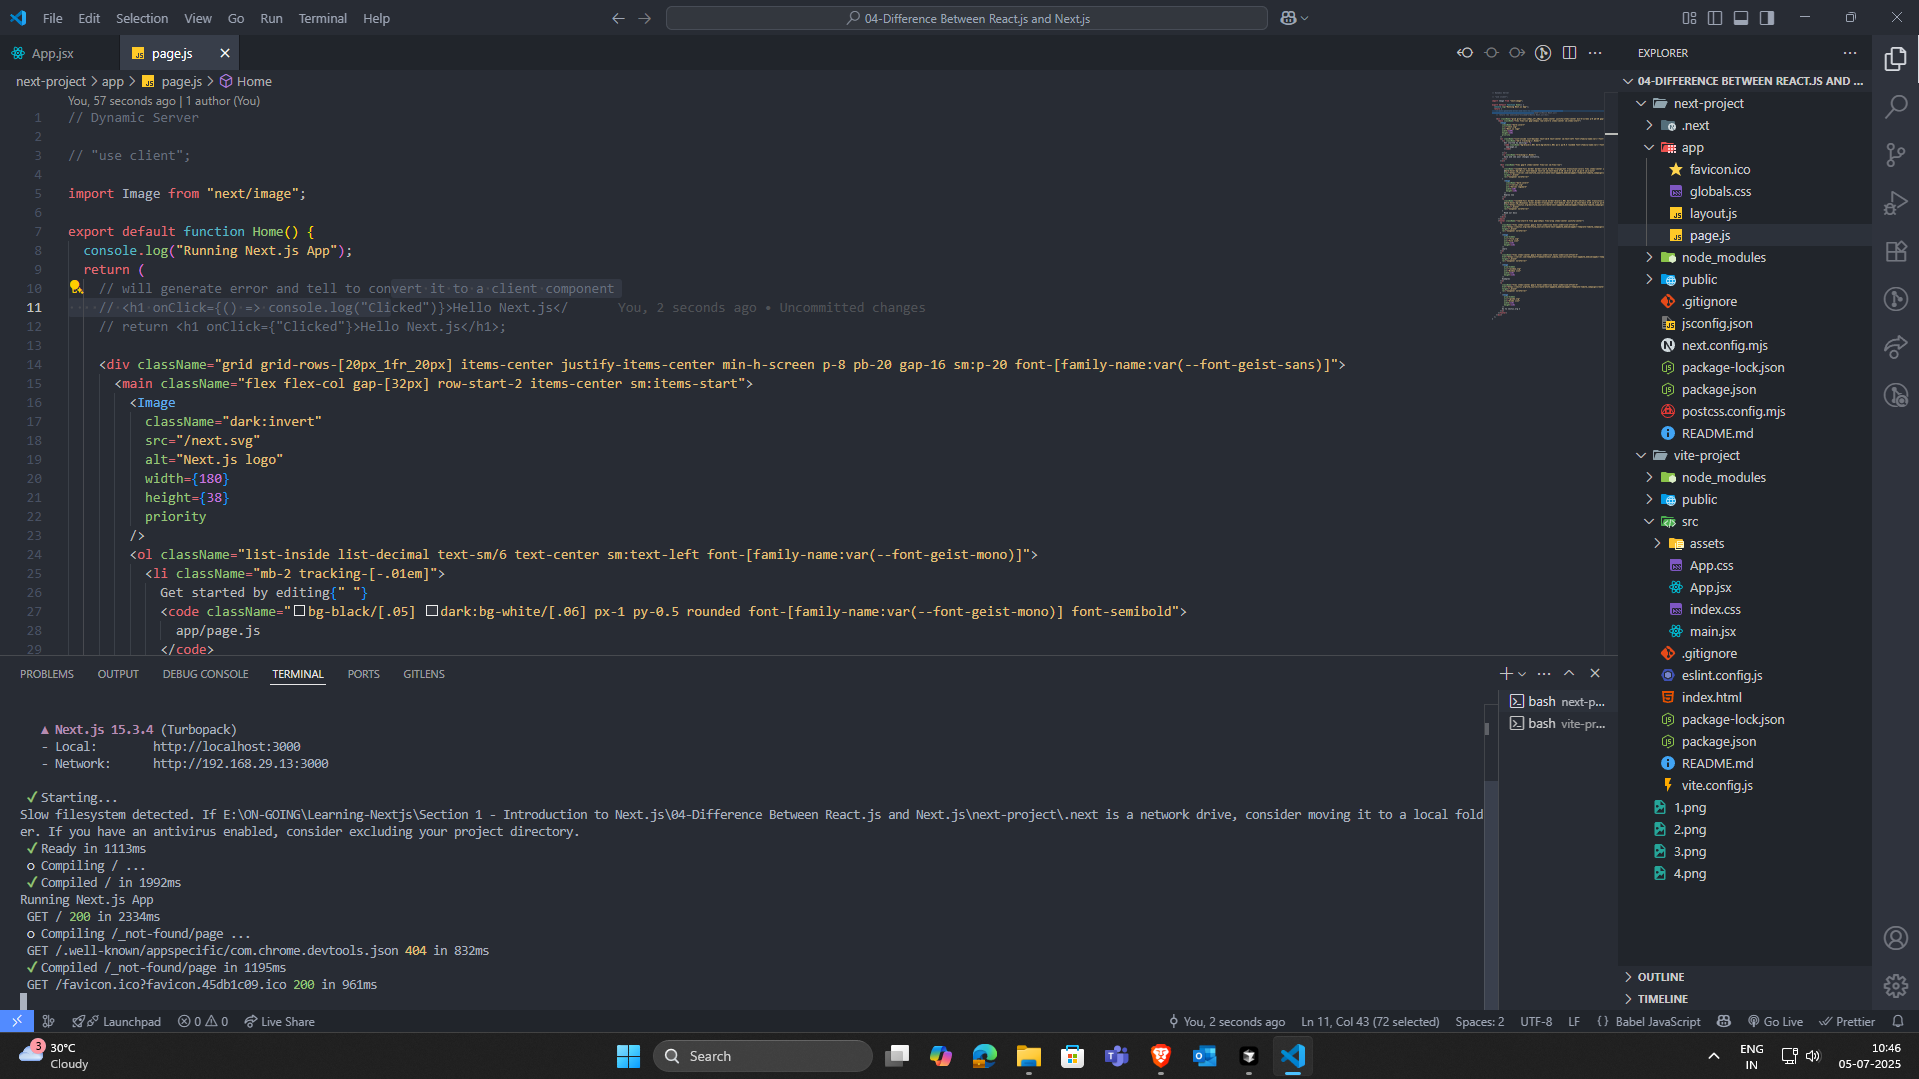 File Edit Selection View Go Run Terminal Help
04-Difference Between React.js and Next.js
App.jsx
page.js
next-project > app > page.js > Home
You, 57 seconds ago | 1 author (You)
1 // Dynamic Server
2
3 // "use client";
4
5 import Image from "next/image";
6
7 export default function Home() {
8 console.log("Running Next.js App");
9 return (
10 // will generate error and tell to convert it to a client component
11 // <h1 onClick={() => console.log("Clicked")}>Hello Next.js</ You, 2 seconds ago • Uncommitted changes
12 // return <h1 onClick={"Clicked"}>Hello Next.js</h1>;
13
14 <div className="grid grid-rows-[20px_1fr_20px] items-center justify-items-center min-h-screen p-8 pb-20 gap-16 sm:p-20 font-[family-name:var(--font-geist-sans)]">
15 <main className="flex flex-col gap-[32px] row-start-2 items-center sm:items-start">
16 <Image
17 className="dark:invert"
18 src="/next.svg"
19 alt="Next.js logo"
20 width={180}
21 height={38}
22 priority
23 />
24 <ol className="list-inside list-decimal text-sm/6 text-center sm:text-left font-[family-name:var(--font-geist-mono)]">
25 <li className="mb-2 tracking-[-.01em]">
26 Get started by editing{" "}
27 <code className="bg-black/[.05] dark:bg-white/[.06] px-1 py-0.5 rounded font-[family-name:var(--font-geist-mono)] font-semibold">
28 app/page.js
29 </code>
PROBLEMS OUTPUT DEBUG CONSOLE TERMINAL PORTS GITLENS
▲ Next.js 15.3.4 (Turbopack)
- Local: http://localhost:3000
- Network: http://192.168.29.13:3000
✓ Starting...
Slow filesystem detected. If E:\ON-GOING\Learning-Nextjs\Section 1 - Introduction to Next.js\04-Difference Between React.js and Next.js\next-project\.next is a network drive, consider moving it to a local fold
er. If you have an antivirus enabled, consider excluding your project directory.
✓ Ready in 1113ms
○ Compiling / ...
✓ Compiled / in 1992ms
Running Next.js App
GET / 200 in 2334ms
○ Compiling /_not-found/page ...
GET /.well-known/appspecific/com.chrome.devtools.json 404 in 832ms
✓ Compiled /_not-found/page in 1195ms
GET /favicon.ico?favicon.45db1c09.ico 200 in 961ms
bash next-p...
bash vite-pr...
EXPLORER
04-DIFFERENCE BETWEEN REACT.JS AND ...
next-project
.next
app
favicon.ico
globals.css
layout.js
page.js
node_modules
public
.gitignore
jsconfig.json
next.config.mjs
package-lock.json
package.json
postcss.config.mjs
README.md
vite-project
node_modules
public
src
assets
App.css
App.jsx
index.css
main.jsx
.gitignore
eslint.config.js
index.html
package-lock.json
package.json
README.md
vite.config.js
1.png
2.png
3.png
4.png
OUTLINE
TIMELINE
Launchpad 0 0 Live Share You, 2 seconds ago Ln 11, Col 43 (72 selected) Spaces: 2 UTF-8 LF {} Babel JavaScript Go Live Prettier
3 30°C
Cloudy
Search
ENG
IN
10:46
05-07-2025